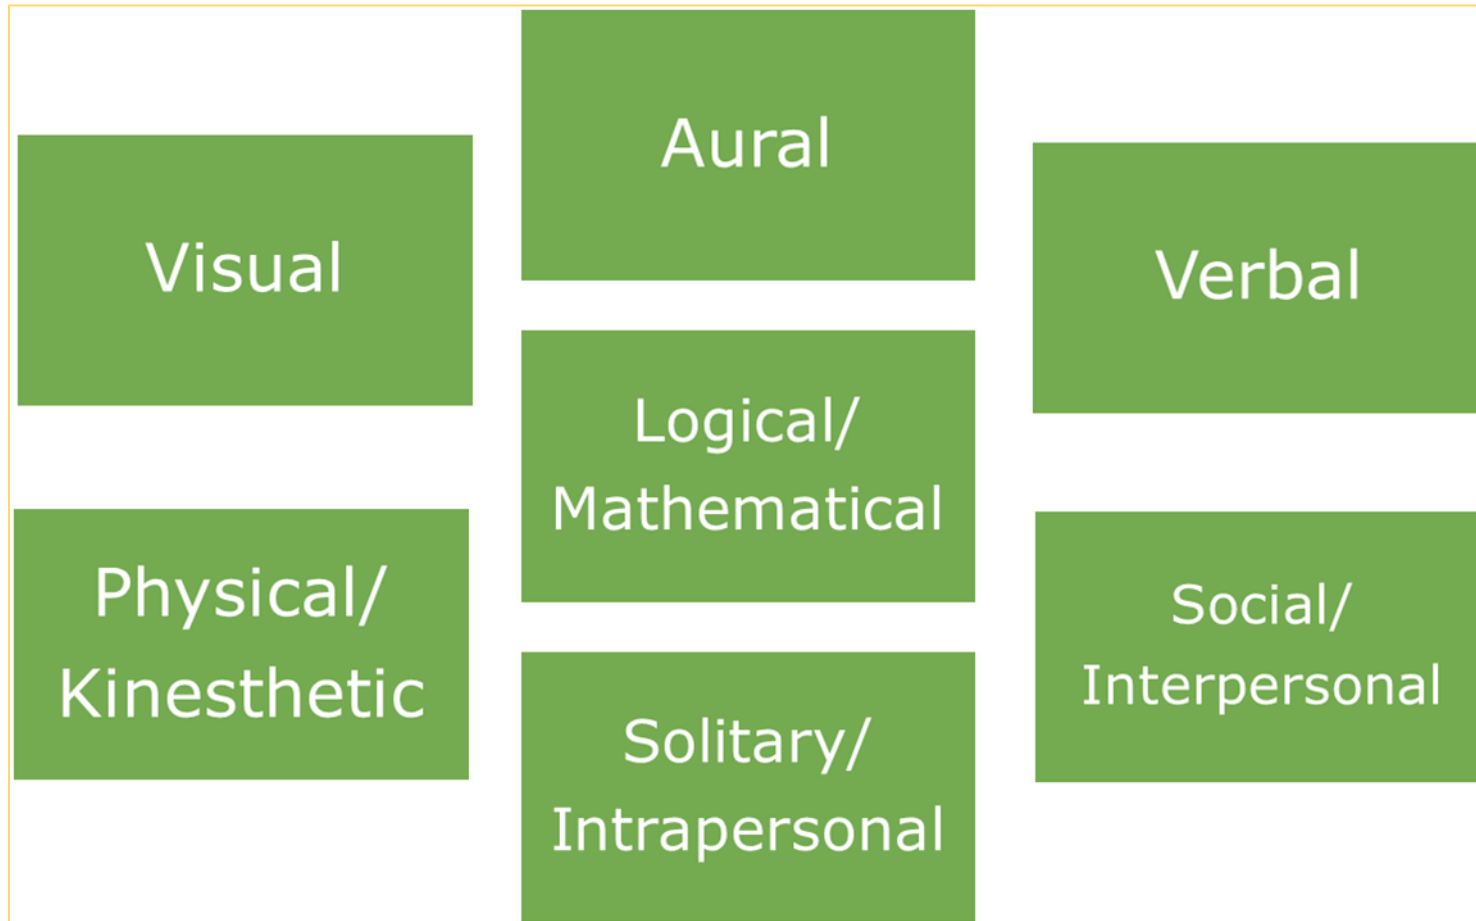 Aural
Visual
Verbal
Logical/
Mathematical
Physical/
Kinesthetic
Social/
Interpersonal
Solitary/
Intrapersonal